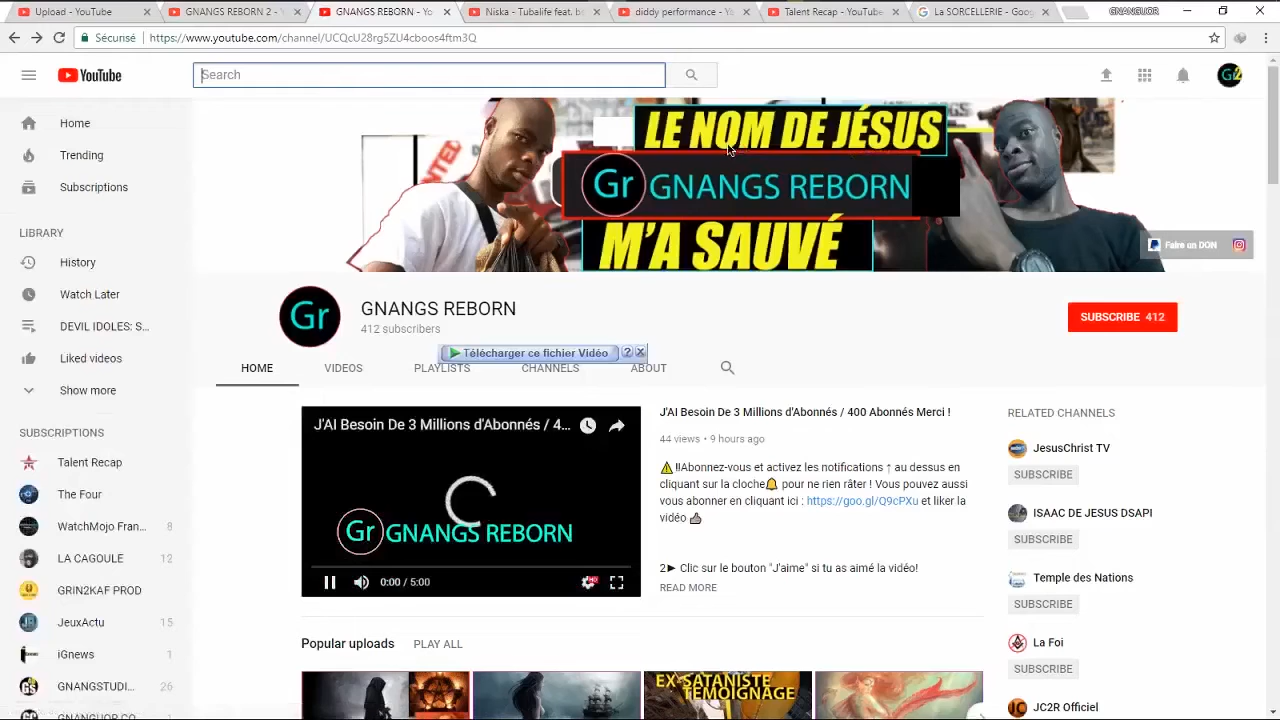 Upload - YouTube
GNANGS REBORN 2 -
GNANGS REBORN - Yo
Niska - Tubelife feat. b
diddy performance - Yo
Talent Recap - YouTube
La SORCELLERIE - Goog
GNANGUOR
Sécurisé
https://www.youtube.com/channel/UCQcU28rg5ZU4cboos4ftm3Q
YouTube
Search
Home
Trending
Subscriptions
LIBRARY
History
Watch Later
DEVIL IDOLES: S...
Liked videos
Show more
SUBSCRIPTIONS
Talent Recap
The Four
WatchMojo Fran... 8
LA CAGOULE 12
GRIN2KAF PROD
JeuxActu 15
iGnews 1
GNANGSTUDI... 26
GNANGUOR CO
LE NOM DE JÉSUS
Gr GNANGS REBORN
M'A SAUVÉ
Faire un DON
Gr
GNANGS REBORN
412 subscribers
SUBSCRIBE 412
Télécharger ce fichier Vidéo
HOME
VIDEOS
PLAYLISTS
CHANNELS
ABOUT
J'AI Besoin De 3 Millions d'Abonnés / 4...
Gr GNANGS REBORN
0:00 / 5:00
HD
J'AI Besoin De 3 Millions d'Abonnés / 400 Abonnés Merci !
44 views • 9 hours ago
⚠‼Abonnez-vous et activez les notifications ↑ au dessus en
cliquant sur la cloche🔔 pour ne rien râter ! Vous pouvez aussi
vous abonner en cliquant ici : https://goo.gl/Q9cPXu et liker la
vidéo 👍
2► Clic sur le bouton "J'aime" si tu as aimé la vidéo!
READ MORE
RELATED CHANNELS
JesusChrist TV
SUBSCRIBE
ISAAC DE JESUS DSAPI
SUBSCRIBE
Temple des Nations
SUBSCRIBE
La Foi
SUBSCRIBE
JC2R Officiel
Popular uploads
PLAY ALL
EX-SATANISTE
TÉMOIGNAGE